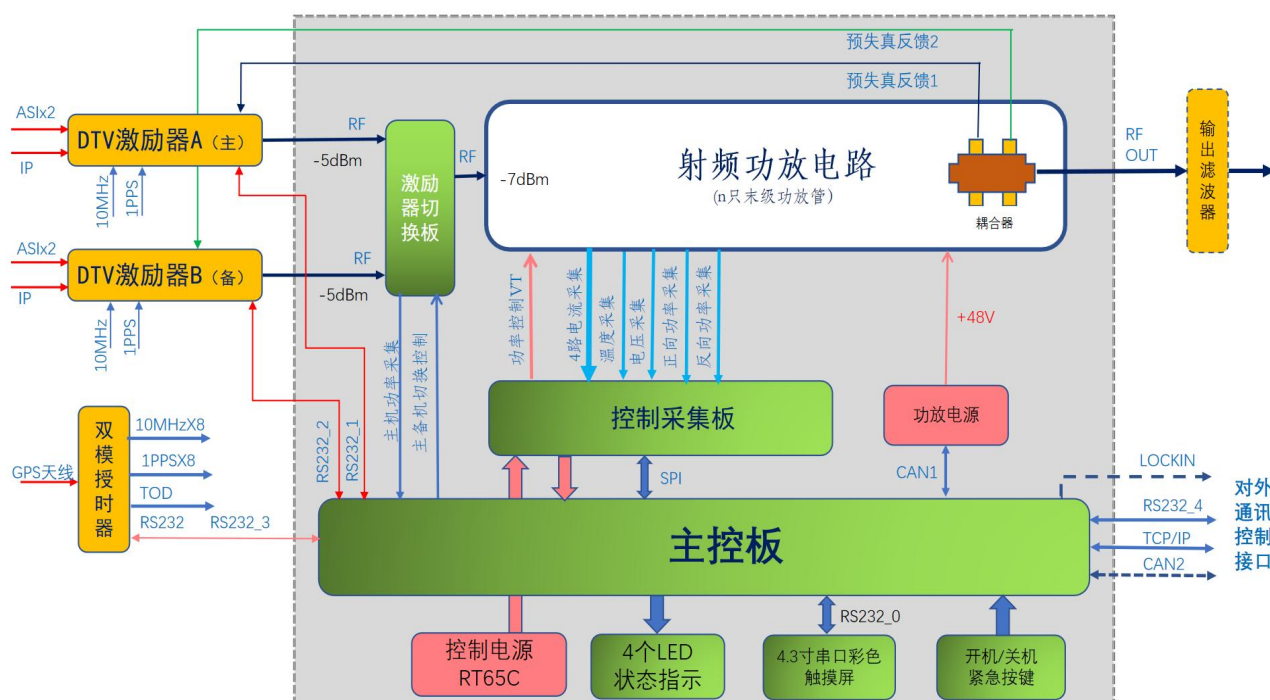 预失真反馈2
预失真反馈1
ASIx2
DTV激励器A（主）
IP
10MHz
1PPS
RF
-5dBm
激励
器切
换板
RF
-7dBm
射频功放电路
(n只末级功放管)
耦合器
RF
OUT
输出滤波器
ASIx2
DTV激励器B（备）
IP
10MHz
1PPS
RF
-5dBm
主机功率采集
主备机切换控制
功率控制VT
4路电流采集
温度采集
电压采集
正向功率采集
反向功率采集
+48V
控制采集板
功放电源
GPS天线
双模授时器
10MHzX8
1PPSX8
TOD
RS232
RS232_3
RS232_2
RS232_1
SPI
CAN1
主控板
LOCKIN
RS232_4
TCP/IP
CAN2
对外
通讯
控制
接口
控制电源
RT65C
4个LED
状态指示
RS232_0
4.3寸串口彩色
触摸屏
开机/关机
紧急按键